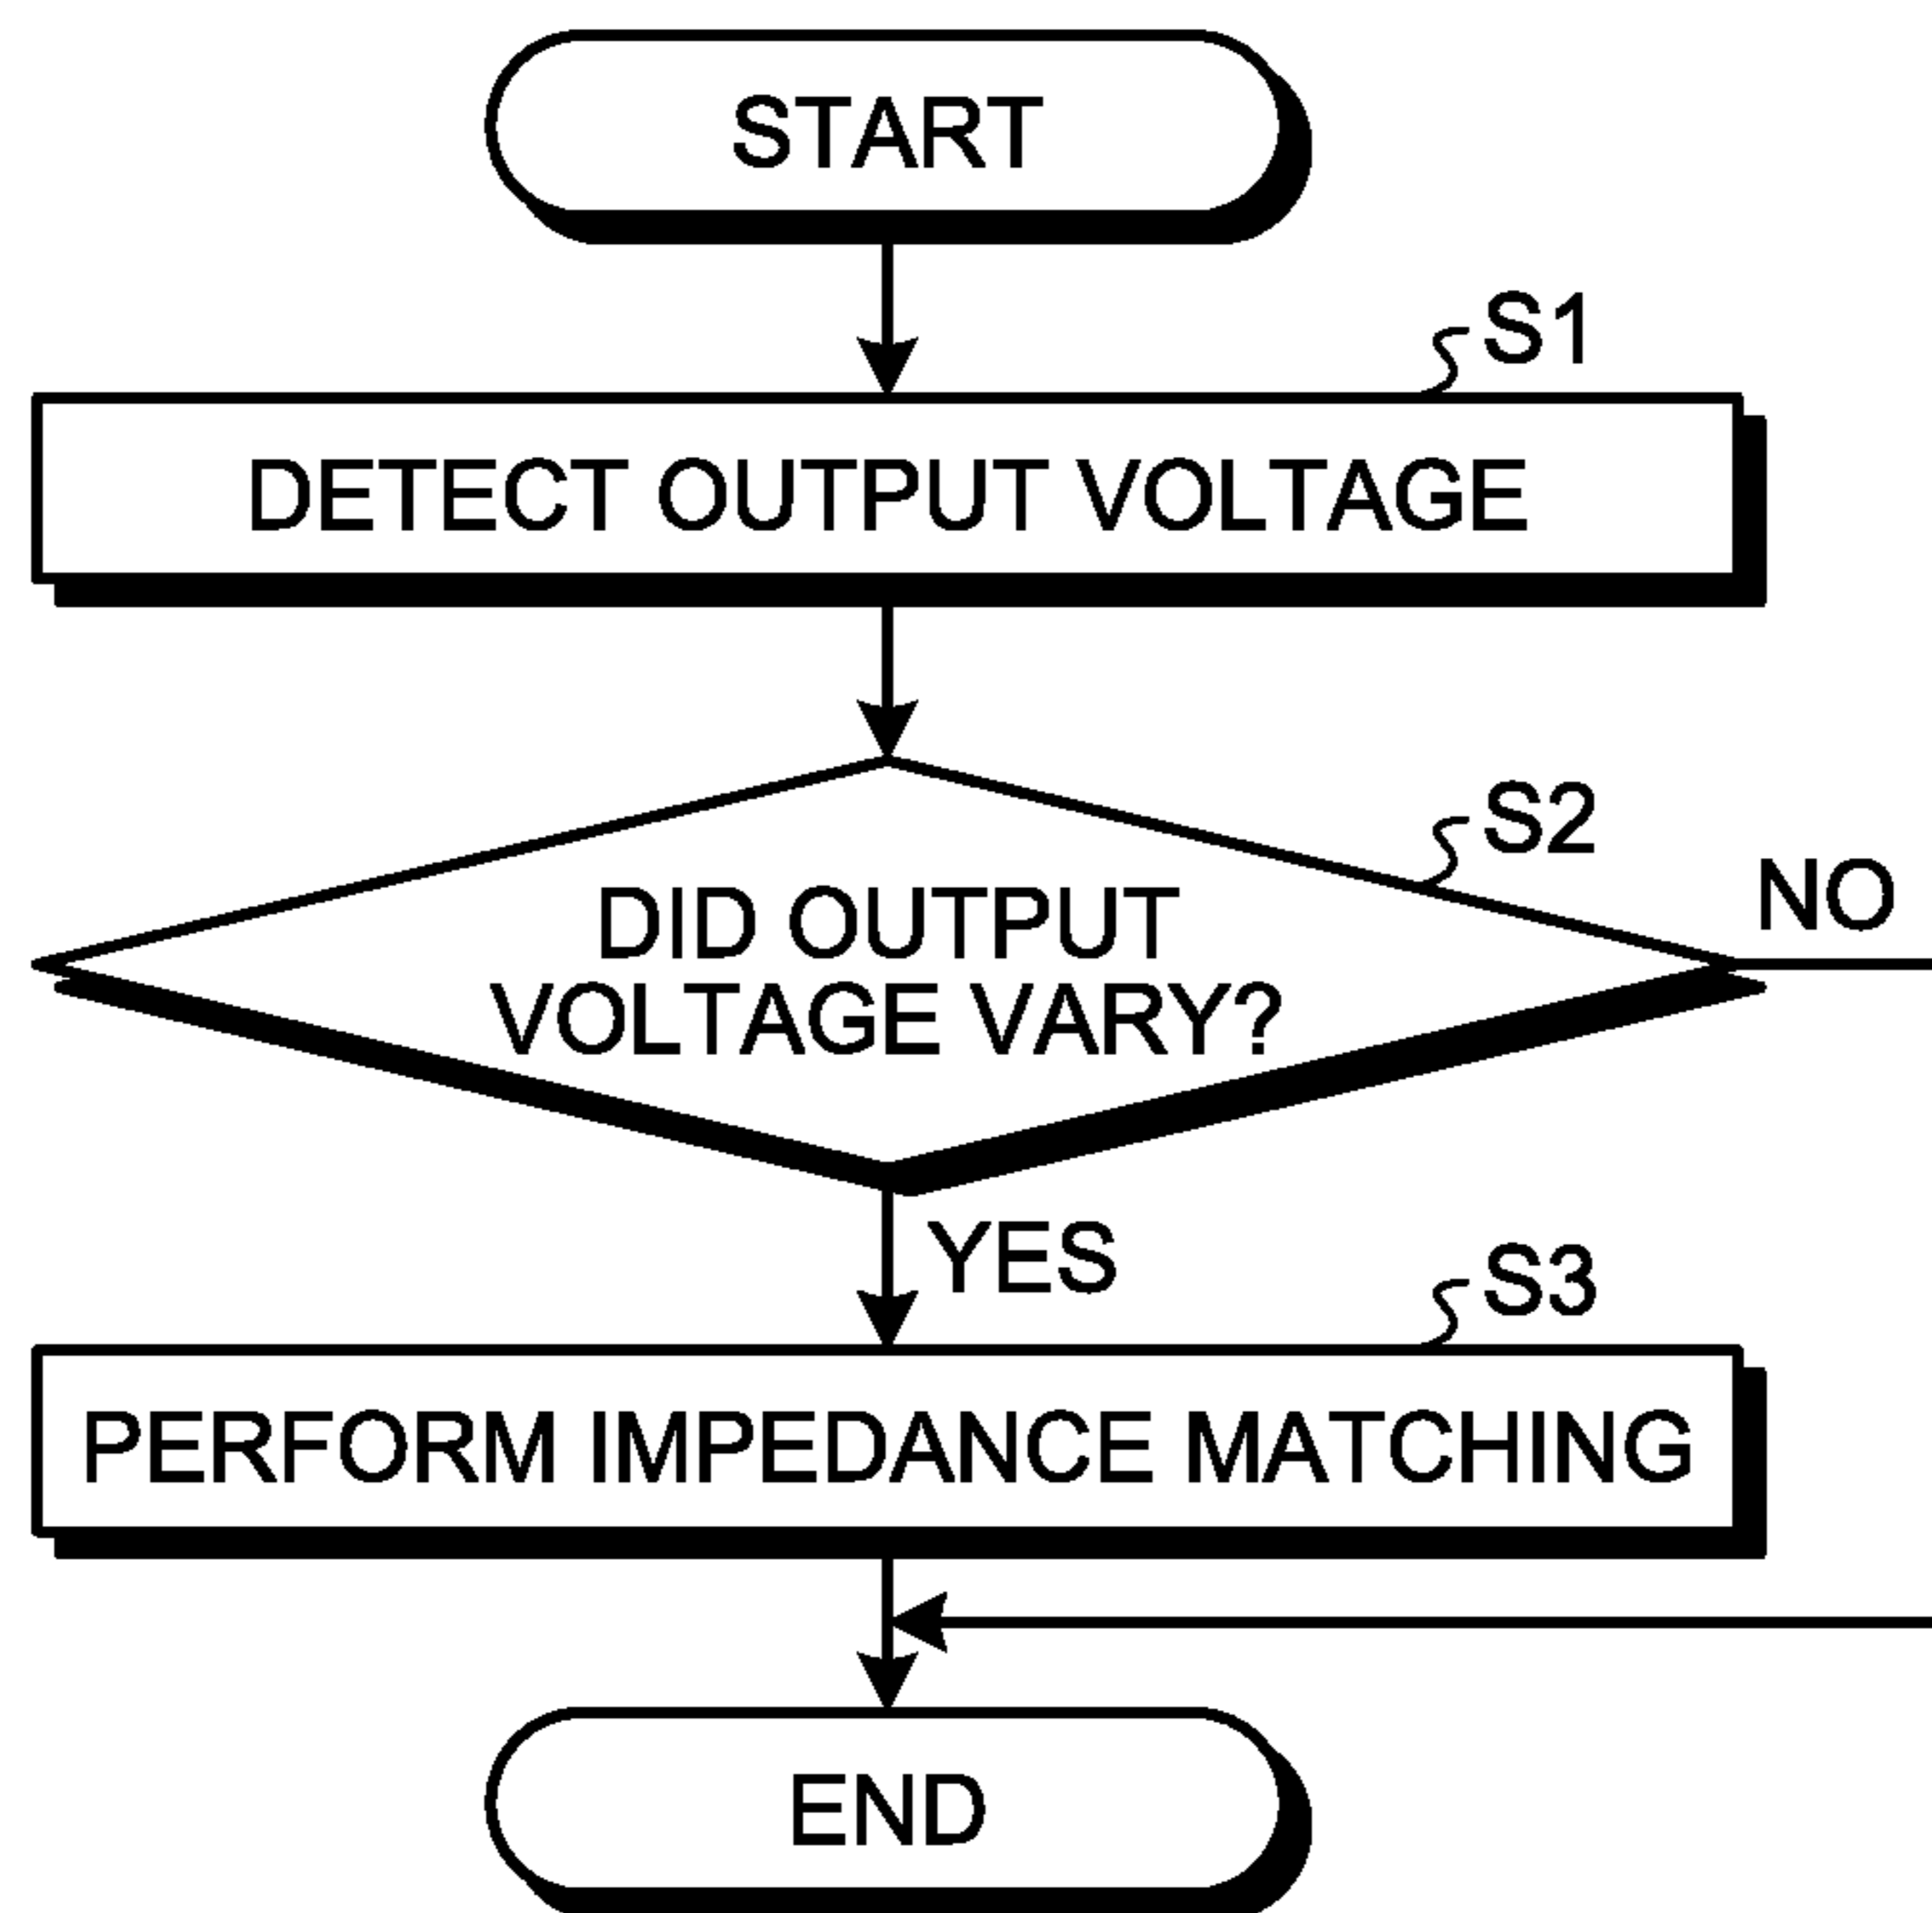 START
S1
DETECT OUTPUT VOLTAGE
S2
NO
DID OUTPUT
VOLTAGE VARY?
YES
S3
PERFORM IMPEDANCE MATCHING
END